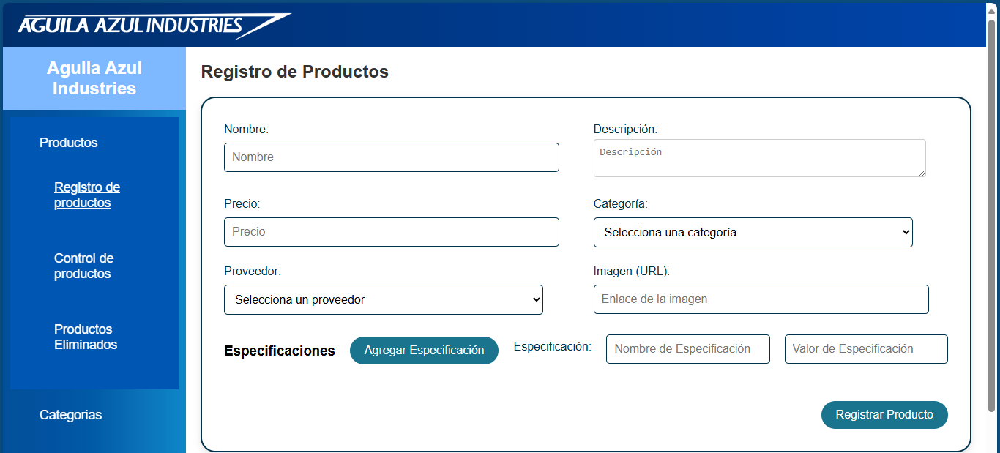 AGUILA AZUL INDUSTRIES
Aguila Azul
Industries
Productos
Registro de
productos
Control de
productos
Productos
Eliminados
Categorias
Registro de Productos
Nombre:
Nombre
Descripción:
Descripción
Precio:
Precio
Categoría:
Selecciona una categoría
Proveedor:
Selecciona un proveedor
Imagen (URL):
Enlace de la imagen
Especificaciones
Agregar Especificación
Especificación:
Nombre de Especificación
Valor de Especificación
Registrar Producto